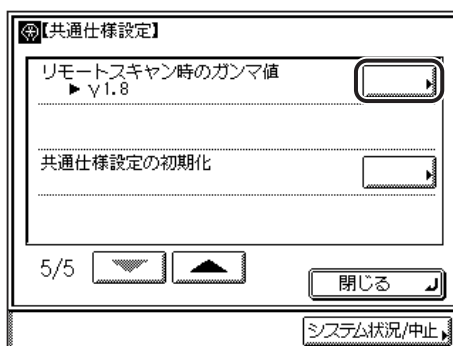 【共通仕様設定】
リモートスキャン時のガンマ値
▶ γ1.8
共通仕様設定の初期化
5/5
閉じる
システム状況/中止